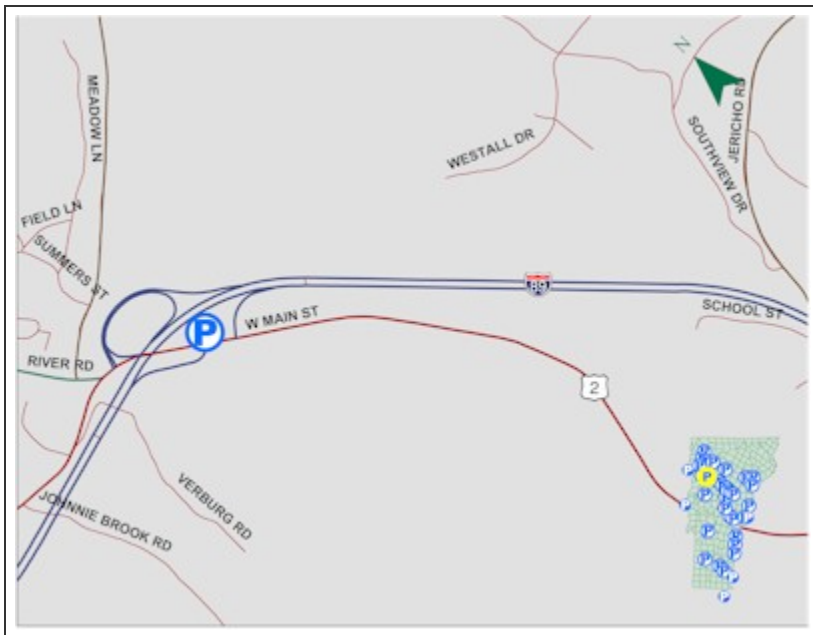 N
MEADOW LN
JERICHO RD
SOUTHVIEW DR
WESTALL DR
FIELD LN
SUMMERS ST
89
SCHOOL ST
W MAIN ST
P
RIVER RD
2
VERBURG RD
JOHNNIE BROOK RD
P